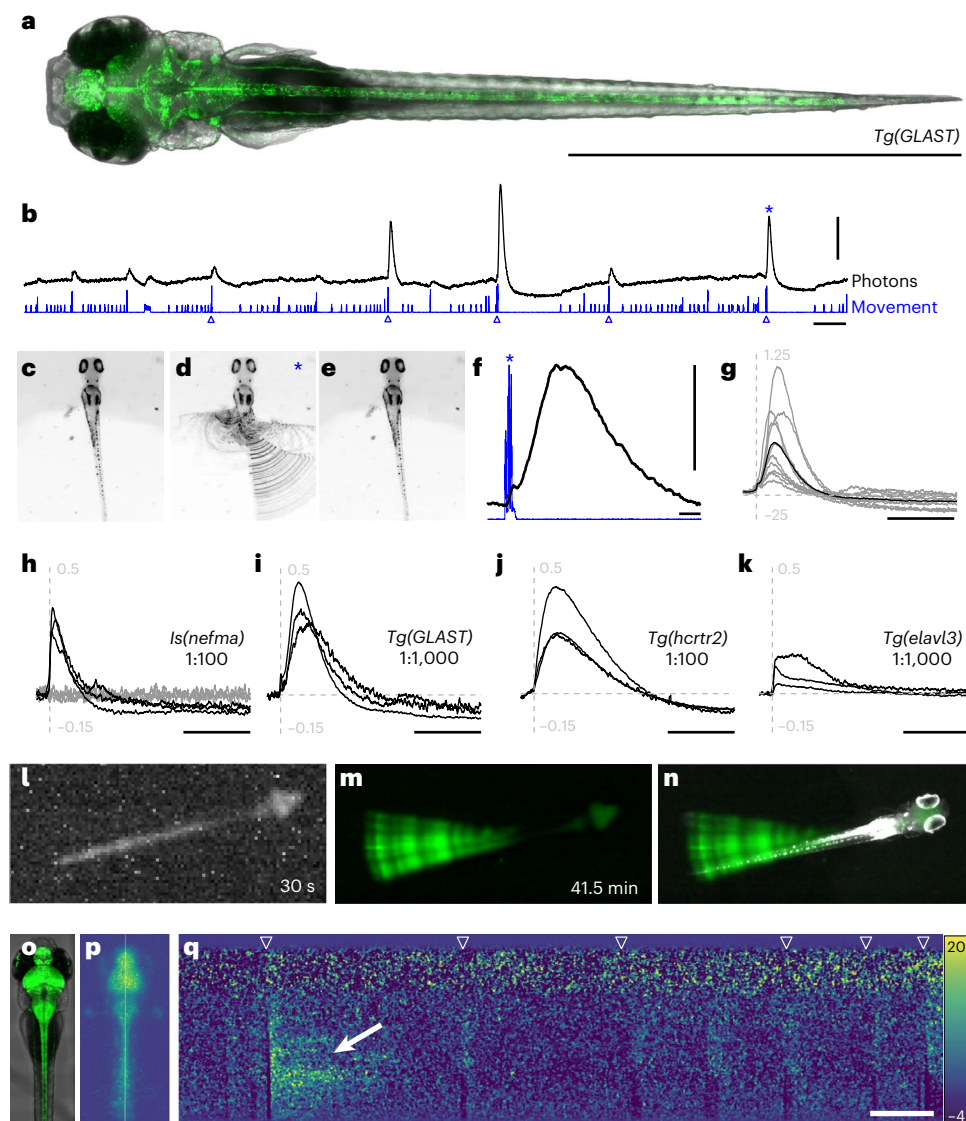 a
Tg(GLAST)
b
*
Photons
Movement
c
d
*
e
f
*
g
1.25
−25
h
0.5
Is(nefma)
1:100
−0.15
i
0.5
Tg(GLAST)
1:1,000
−0.15
j
0.5
Tg(hcrtr2)
1:100
−0.15
k
0.5
Tg(elavl3)
1:1,000
−0.15
l
30 s
m
41.5 min
n
o
p
q
20
−4